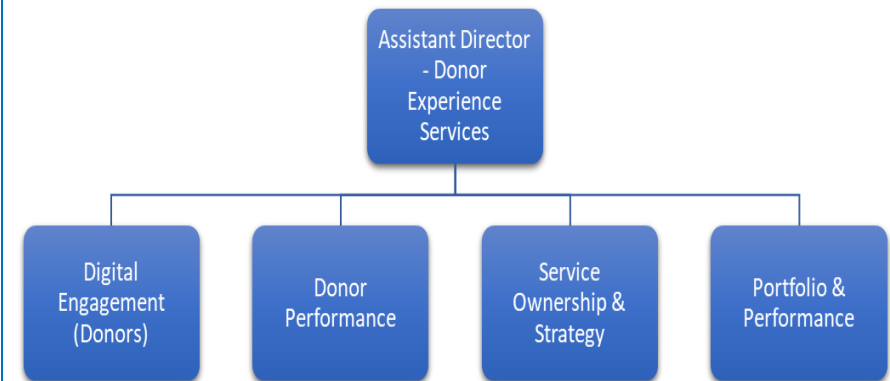 Assistant Director
- Donor
Experience
Services
Digital
Engagement
(Donors)
Donor
Performance
Service
Ownership &
Strategy
Portfolio &
Performance